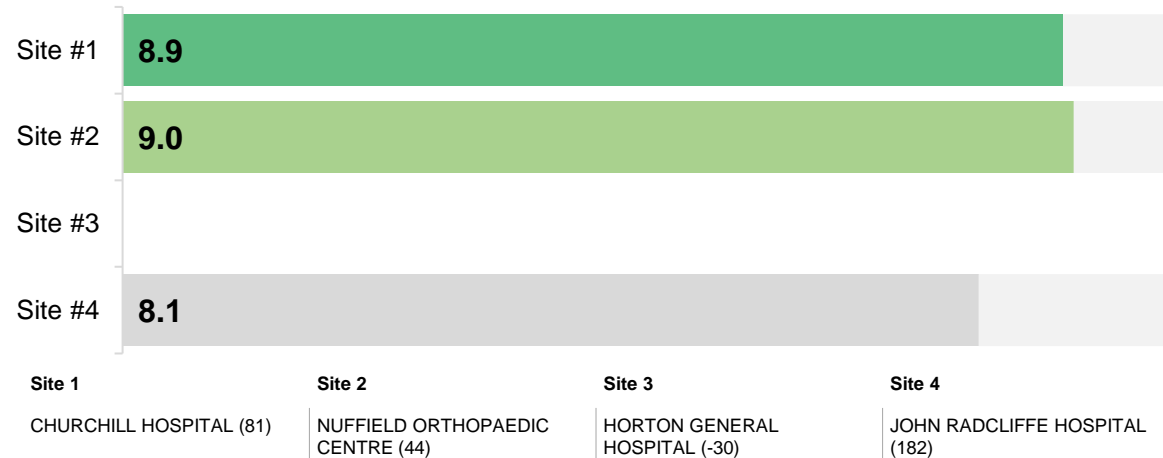 Site #1
8.9
Site #2
9.0
Site #3
Site #4
8.1
Site 1
Site 2
Site 3
Site 4
CHURCHILL HOSPITAL (81)
NUFFIELD ORTHOPAEDIC
CENTRE (44)
HORTON GENERAL
HOSPITAL (-30)
JOHN RADCLIFFE HOSPITAL
(182)